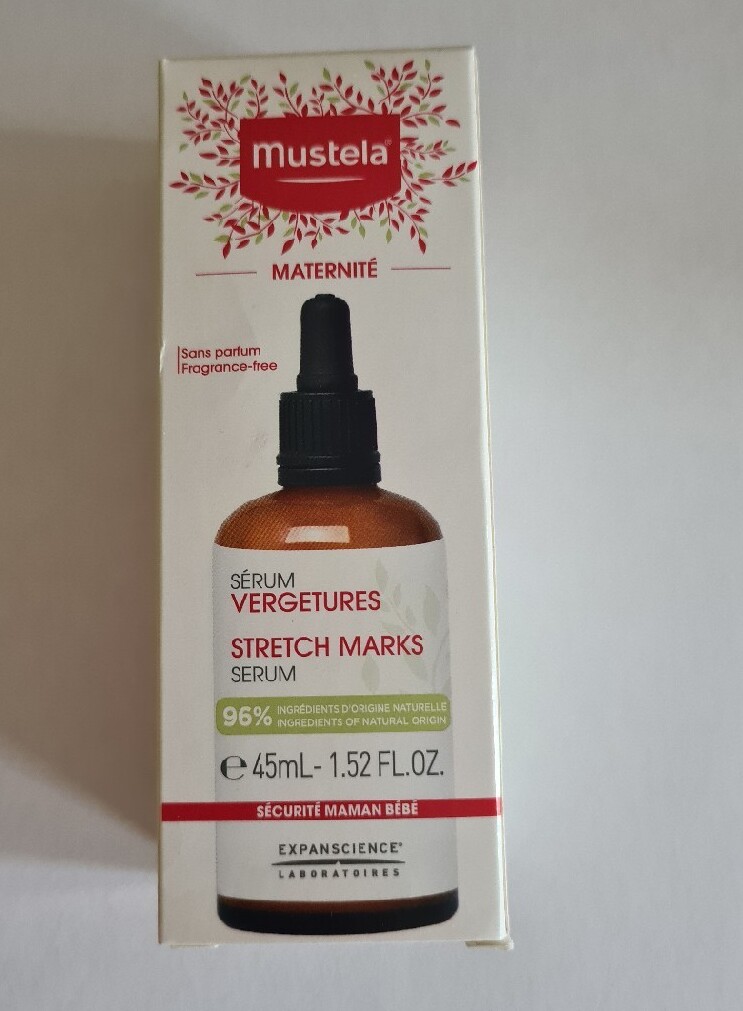 mustela®
MATERNITÉ
Sans parfum
Fragrance-free
SÉRUM
VERGETURES
STRETCH MARKS
SERUM
96% INGRÉDIENTS D'ORIGINE NATURELLE
INGREDIENTS OF NATURAL ORIGIN
℮ 45mL- 1.52 FL.OZ.
SÉCURITÉ MAMAN BÉBÉ
EXPANSCIENCE®
LABORATOIRES